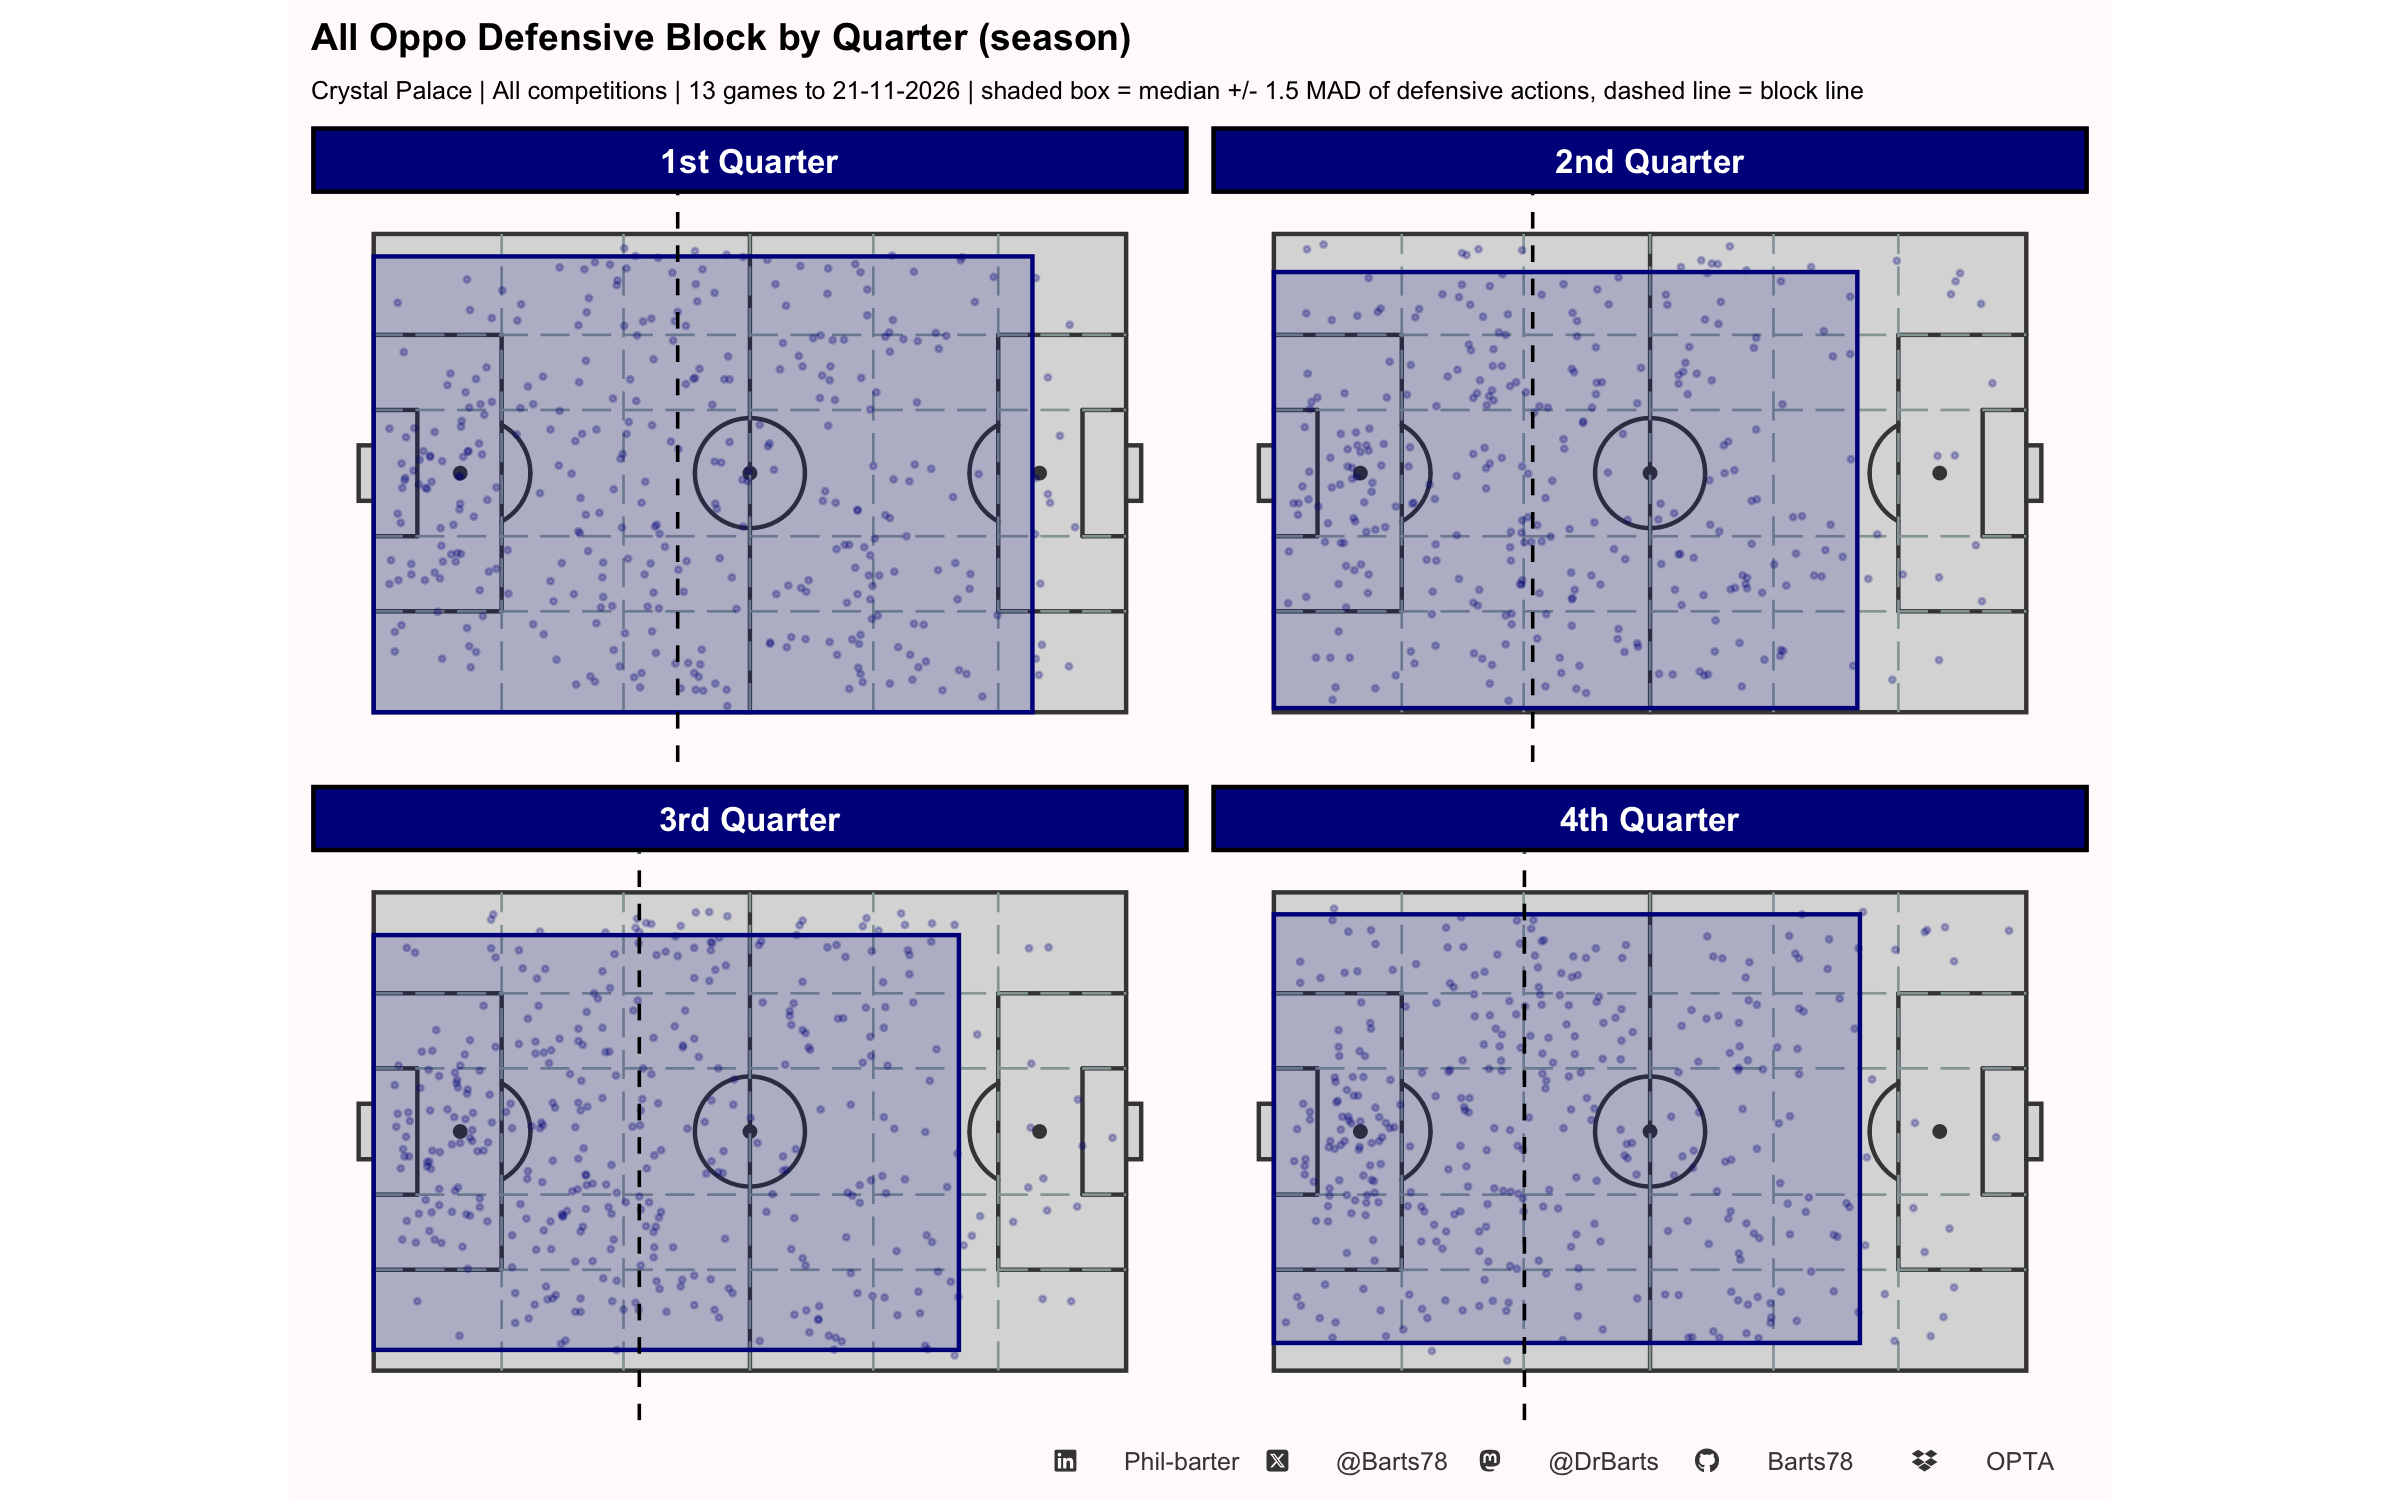 All Oppo Defensive Block by Quarter (season)
Crystal Palace | All competitions | 13 games to 21-11-2026 | shaded box = median +/- 1.5 MAD of defensive actions, dashed line = block line
1st Quarter
2nd Quarter
3rd Quarter
4th Quarter
Phil-barter @Barts78 @DrBarts Barts78 OPTA